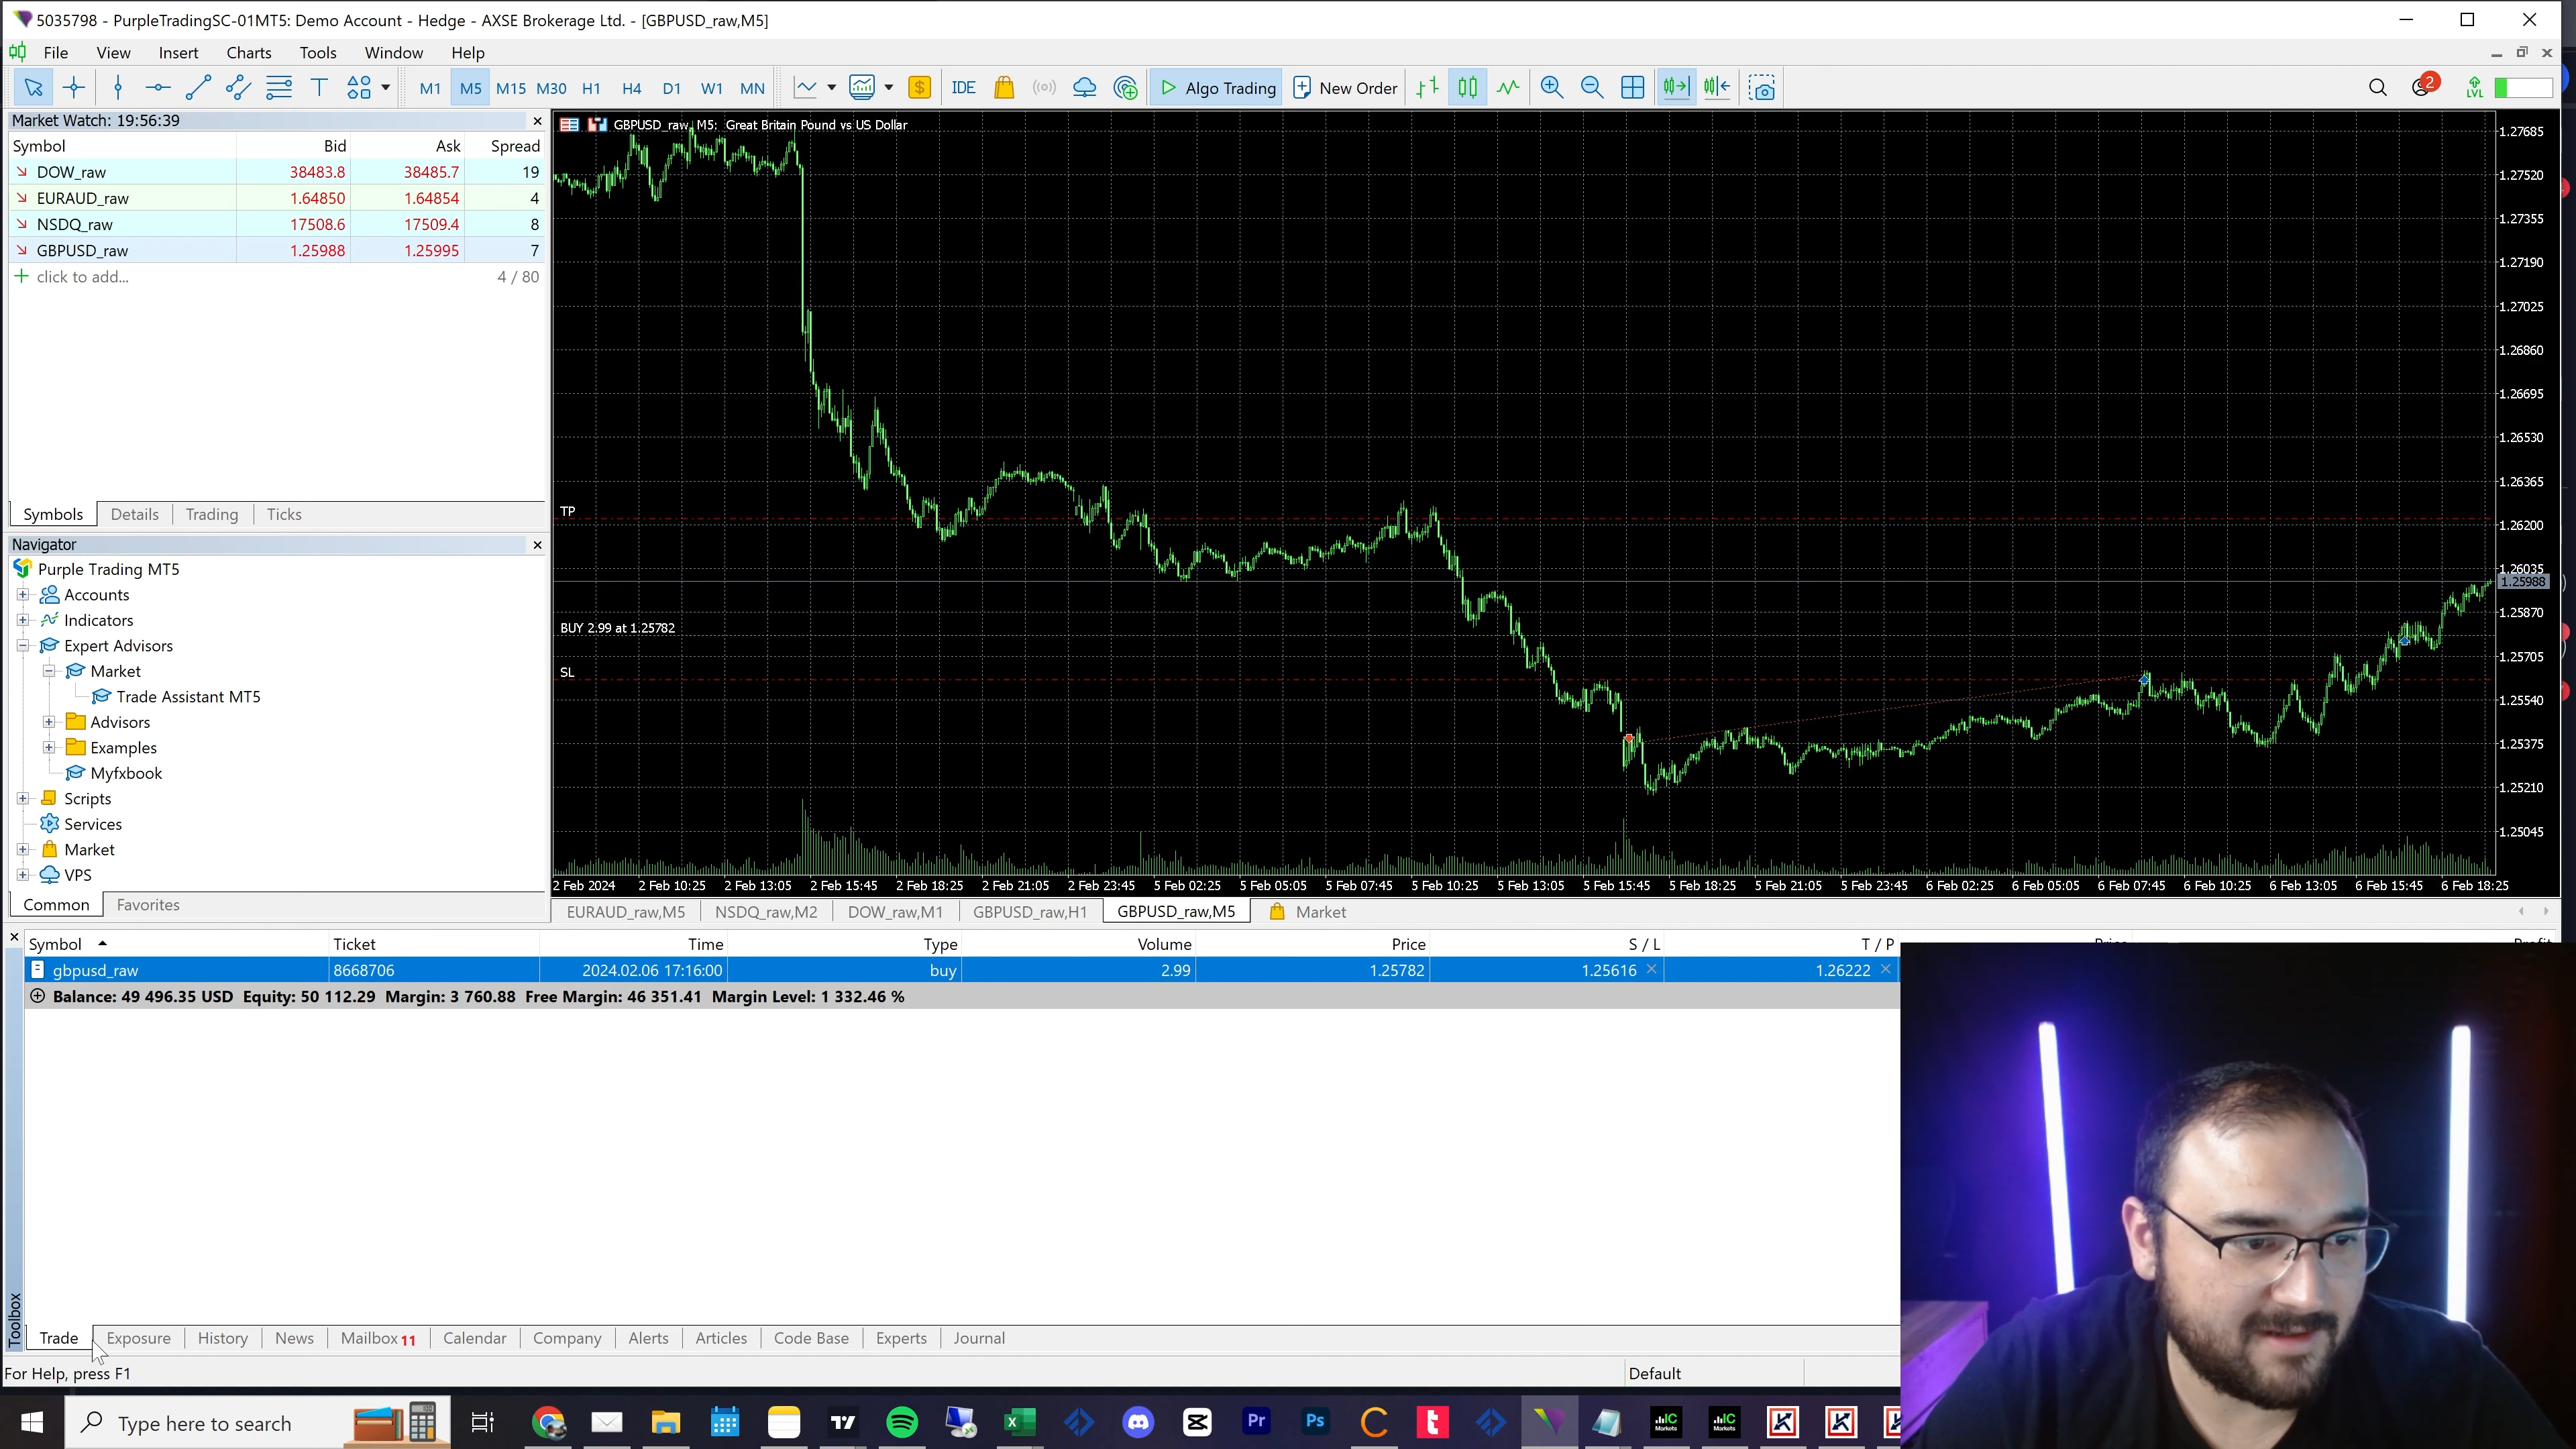 5035798 - PurpleTradingSC-01MT5: Demo Account - Hedge - AXSE Brokerage Ltd. - [GBPUSD_raw,M5]
File View Insert Charts Tools Window Help
M1 M5 M15 M30 H1 H4 D1 W1 MN IDE Algo Trading New Order 2 LVL
Market Watch: 19:56:39
Symbol Bid Ask Spread
DOW_raw 38483.8 38485.7 19
EURAUD_raw 1.64850 1.64854 4
NSDQ_raw 17508.6 17509.4 8
GBPUSD_raw 1.25988 1.25995 7
click to add... 4 / 80
Symbols Details Trading Ticks
Navigator
Purple Trading MT5
Accounts
Indicators
Expert Advisors
Market
Trade Assistant MT5
Advisors
Examples
Myfxbook
Scripts
Services
Market
VPS
Common Favorites
GBPUSD_raw, M5: Great Britain Pound vs US Dollar
TP
BUY 2.99 at 1.25782
SL
1.27685
1.27520
1.27355
1.27190
1.27025
1.26860
1.26695
1.26530
1.26365
1.26200
1.26035
1.25988
1.25870
1.25705
1.25540
1.25375
1.25210
1.25045
2 Feb 2024 2 Feb 10:25 2 Feb 13:05 2 Feb 15:45 2 Feb 18:25 2 Feb 21:05 2 Feb 23:45 5 Feb 02:25 5 Feb 05:05 5 Feb 07:45 5 Feb 10:25 5 Feb 13:05 5 Feb 15:45 5 Feb 18:25 5 Feb 21:05 5 Feb 23:45 6 Feb 02:25 6 Feb 05:05 6 Feb 07:45 6 Feb 10:25 6 Feb 13:05 6 Feb 15:45 6 Feb 18:25
EURAUD_raw,M5 NSDQ_raw,M2 DOW_raw,M1 GBPUSD_raw,H1 GBPUSD_raw,M5 Market
Symbol Ticket Time Type Volume Price S / L T / P
gbpusd_raw 8668706 2024.02.06 17:16:00 buy 2.99 1.25782 1.25616 1.26222
Balance: 49 496.35 USD Equity: 50 112.29 Margin: 3 760.88 Free Margin: 46 351.41 Margin Level: 1 332.46 %
Toolbox
Trade Exposure History News Mailbox 11 Calendar Company Alerts Articles Code Base Experts Journal
For Help, press F1 Default
Type here to search
Pr Ps IC Markets IC Markets